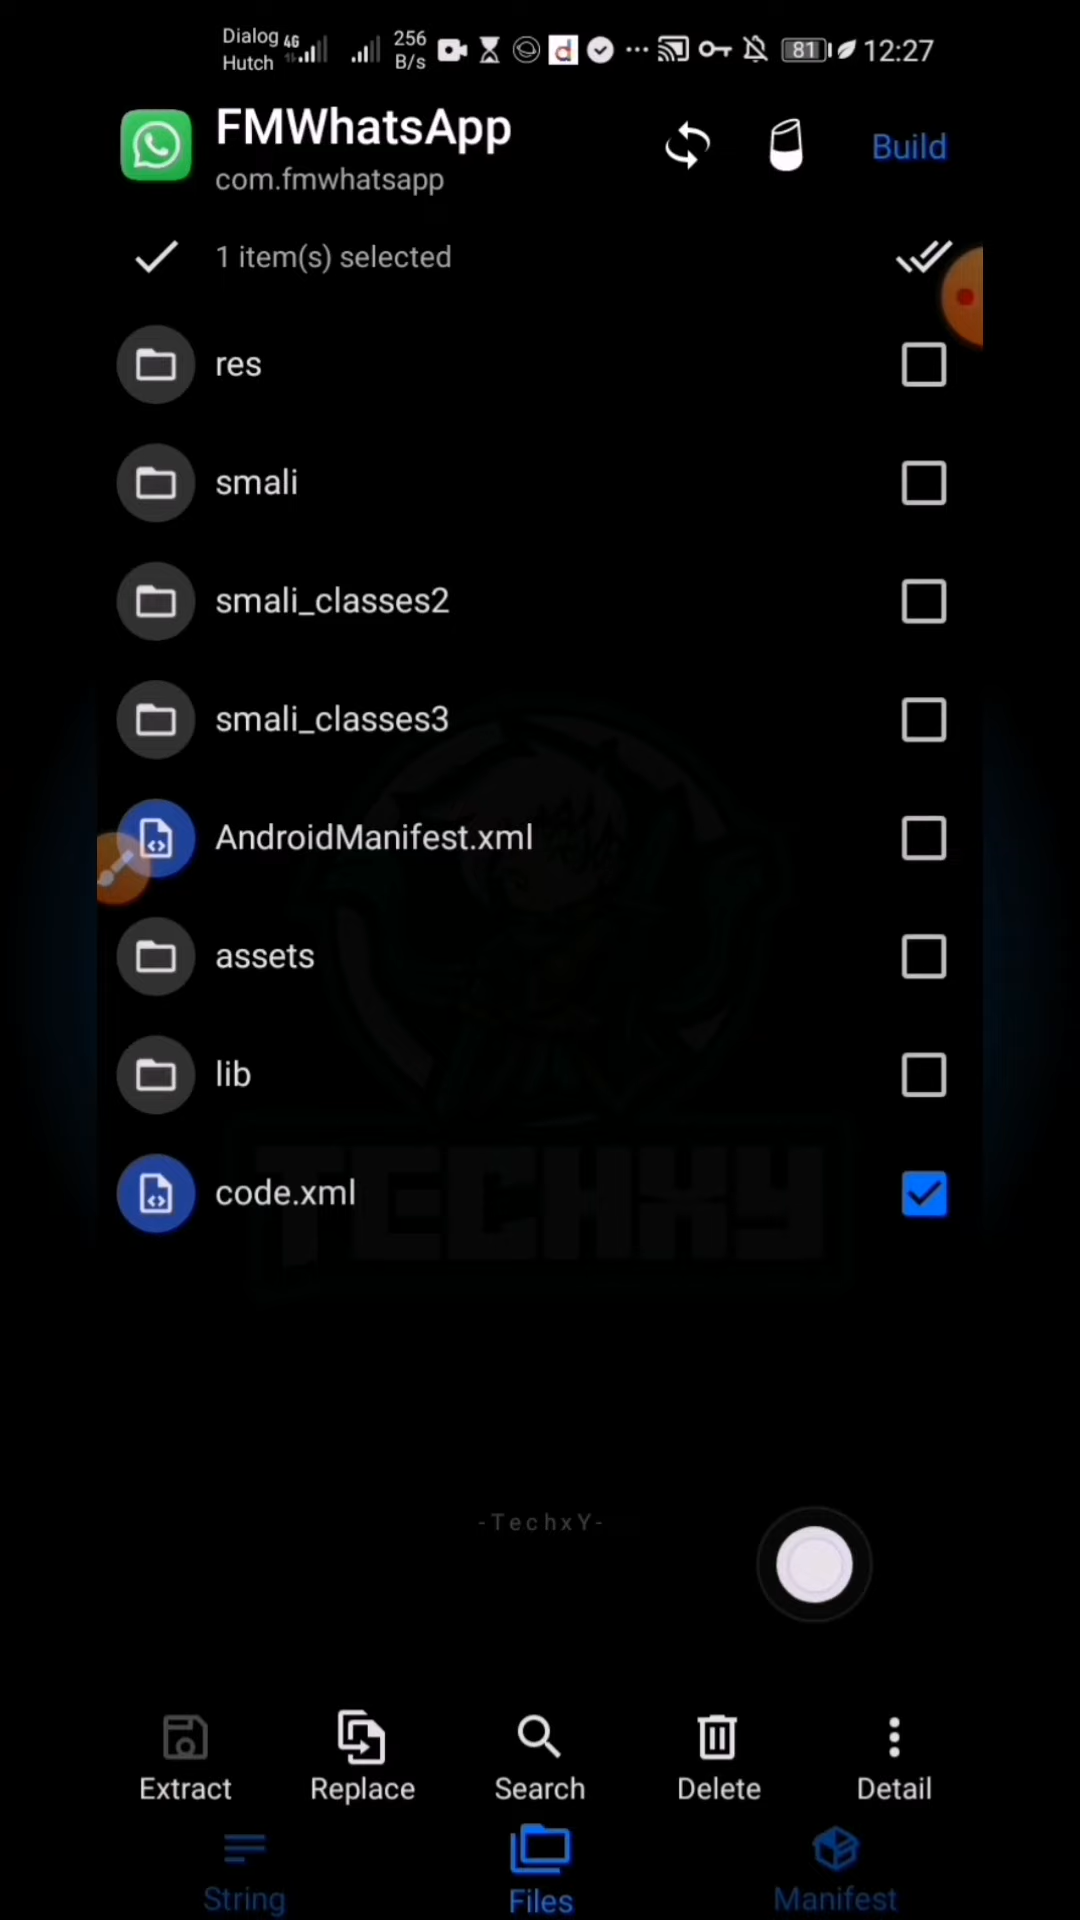 Dialog 4G 256 81 12:27
Hutch B/s
FMWhatsApp
com.fmwhatsapp
Build
1 item(s) selected
res
smali
smali_classes2
smali_classes3
AndroidManifest.xml
assets
lib
code.xml
TECHXY
-TechxY-
Extract Replace Search Delete Detail
String Files Manifest